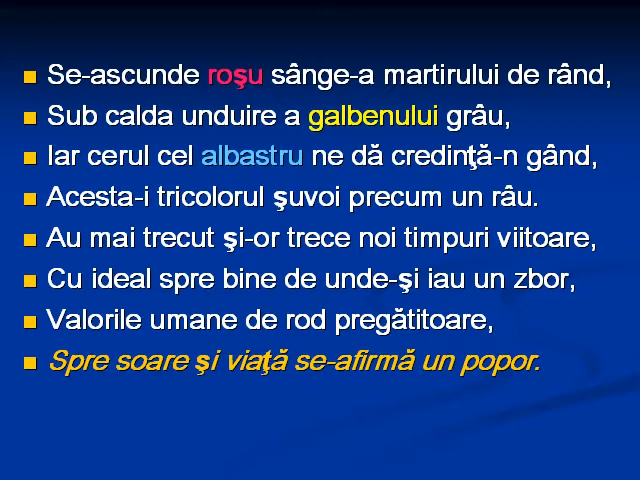 Se-ascunde roşu sânge-a martirului de rând,
Sub calda unduire a galbenului grâu,
Iar cerul cel albastru ne dă credinţă-n gând,
Acesta-i tricolorul şuvoi precum un râu.
Au mai trecut şi-or trece noi timpuri viitoare,
Cu ideal spre bine de unde-şi iau un zbor,
Valorile umane de rod pregătitoare,
Spre soare şi viaţă se-afirmă un popor.